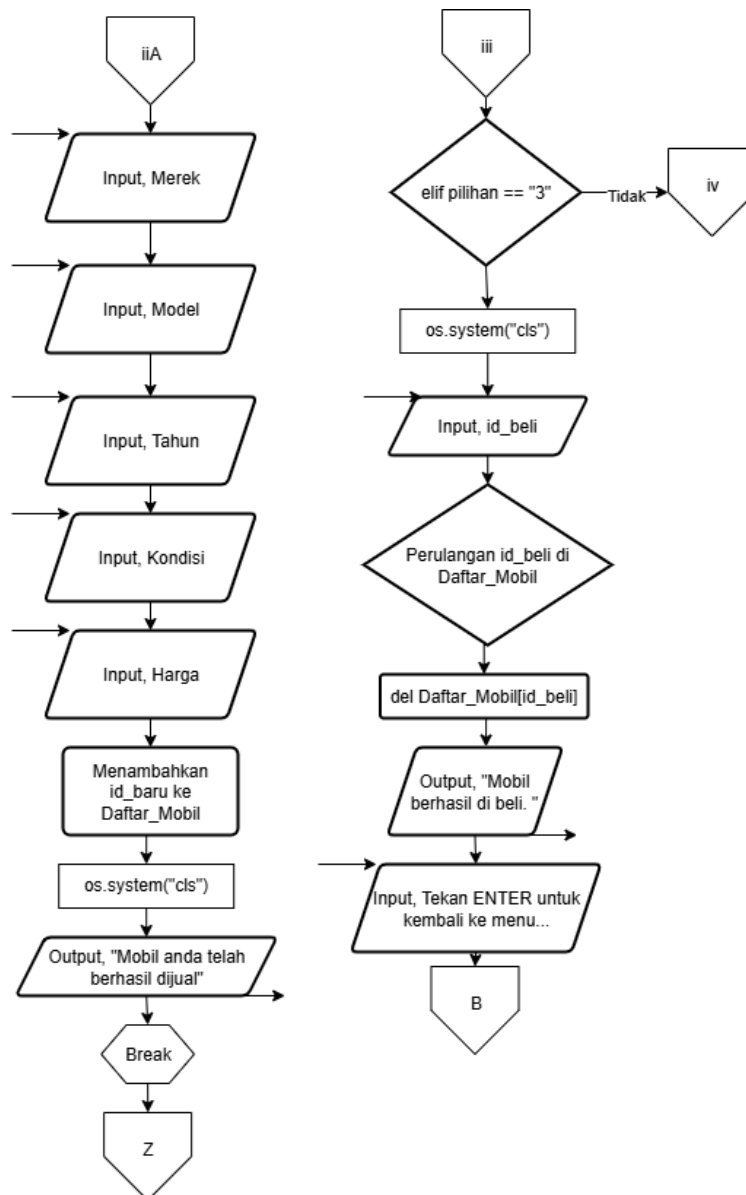 iiA
Input, Merek
Input, Model
Input, Tahun
Input, Kondisi
Input, Harga
Menambahkan
id_baru ke
Daftar_Mobil
os.system("cls")
Output, "Mobil anda telah
berhasil dijual"
Break
Z
iii
elif pilihan == "3"
Tidak
iv
os.system("cls")
Input, id_beli
Perulangan id_beli di
Daftar_Mobil
del Daftar_Mobil[id_beli]
Output, "Mobil
berhasil di beli. "
Input, Tekan ENTER untuk
kembali ke menu...
B